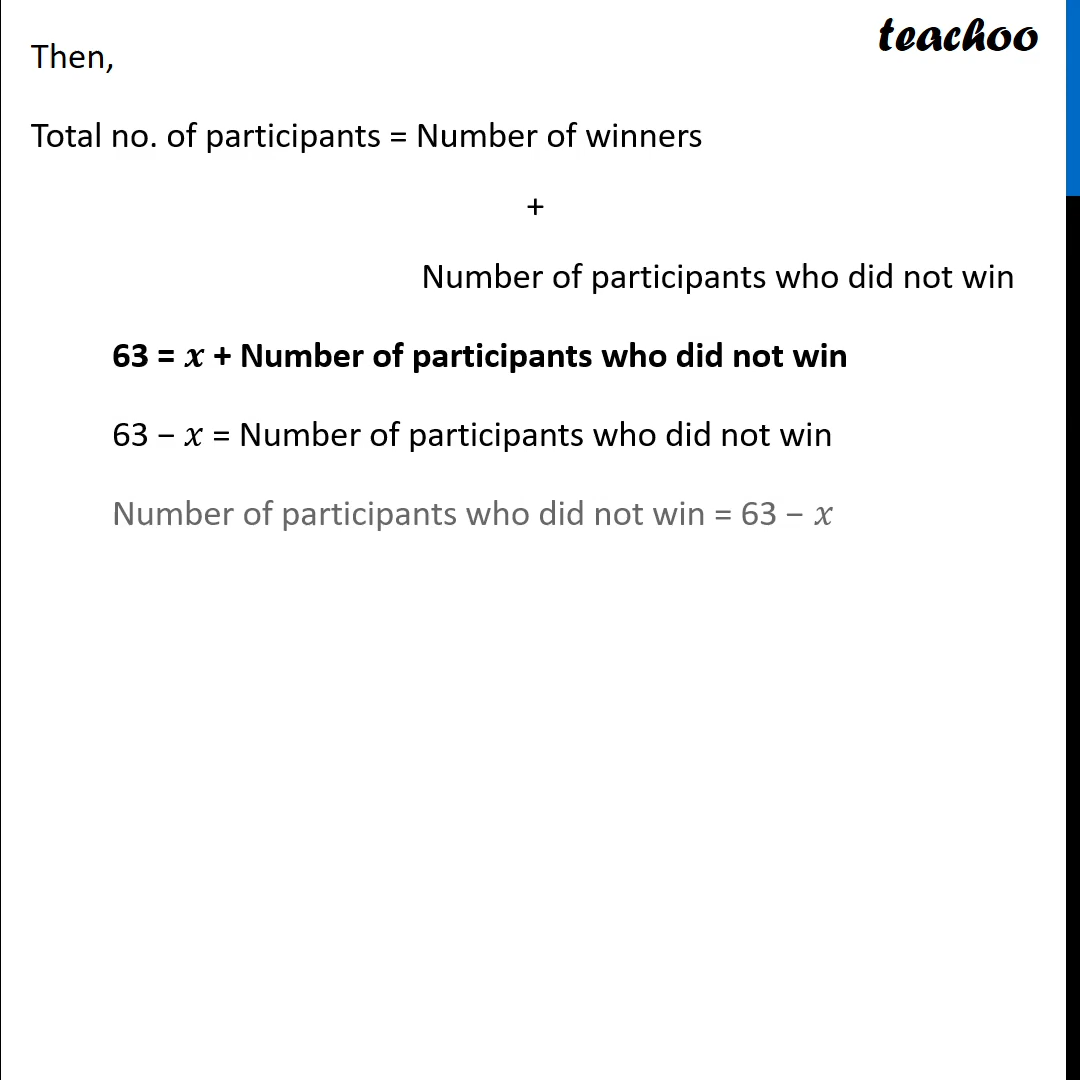 teachoo
Then,
Total no. of participants = Number of winners
+
Number of participants who did not win
63 = 𝑥 + Number of participants who did not win
63 − 𝑥 = Number of participants who did not win
Number of participants who did not win = 63 − 𝑥